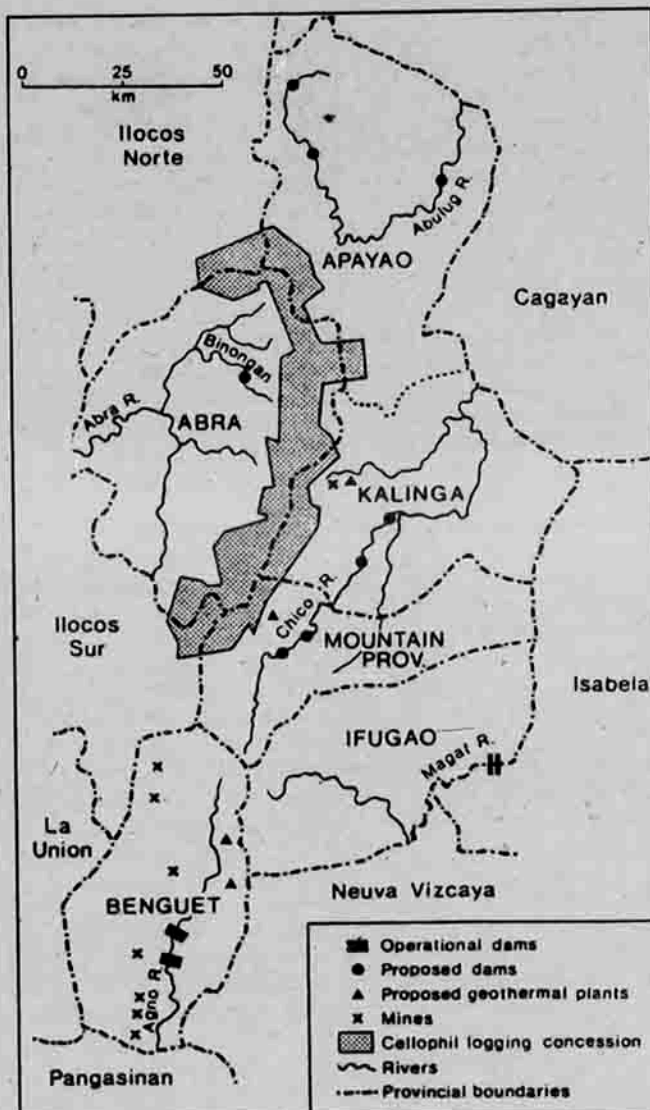 0 25 50
km
Ilocos
Norte
Abulug R.
APAYAO
Cagayan
Binongan
Abra R.
ABRA
KALINGA
Chico R.
Ilocos
Sur
MOUNTAIN
PROV.
Isabela
IFUGAO
Magat R.
La
Union
Neuva Vizcaya
BENGUET
Agno R.
Pangasinan
Operational dams
Proposed dams
Proposed geothermal plants
Mines
Cellophil logging concession
Rivers
Provincial boundaries